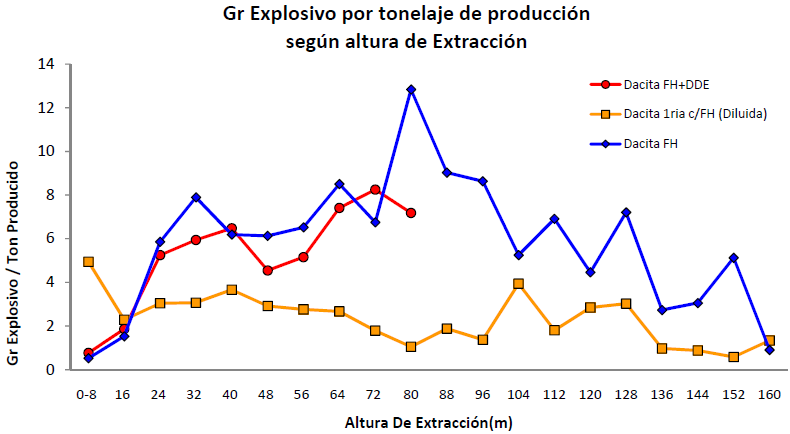 Gr Explosivo por tonelaje de producción
según altura de Extracción
14
12
10
8
6
4
2
0
Gr Explosivo / Ton Producido
Dacita FH+DDE
Dacita 1ria c/FH (Diluida)
Dacita FH
0-8 16 24 32 40 48 56 64 72 80 88 96 104 112 120 128 136 144 152 160
Altura De Extracción(m)